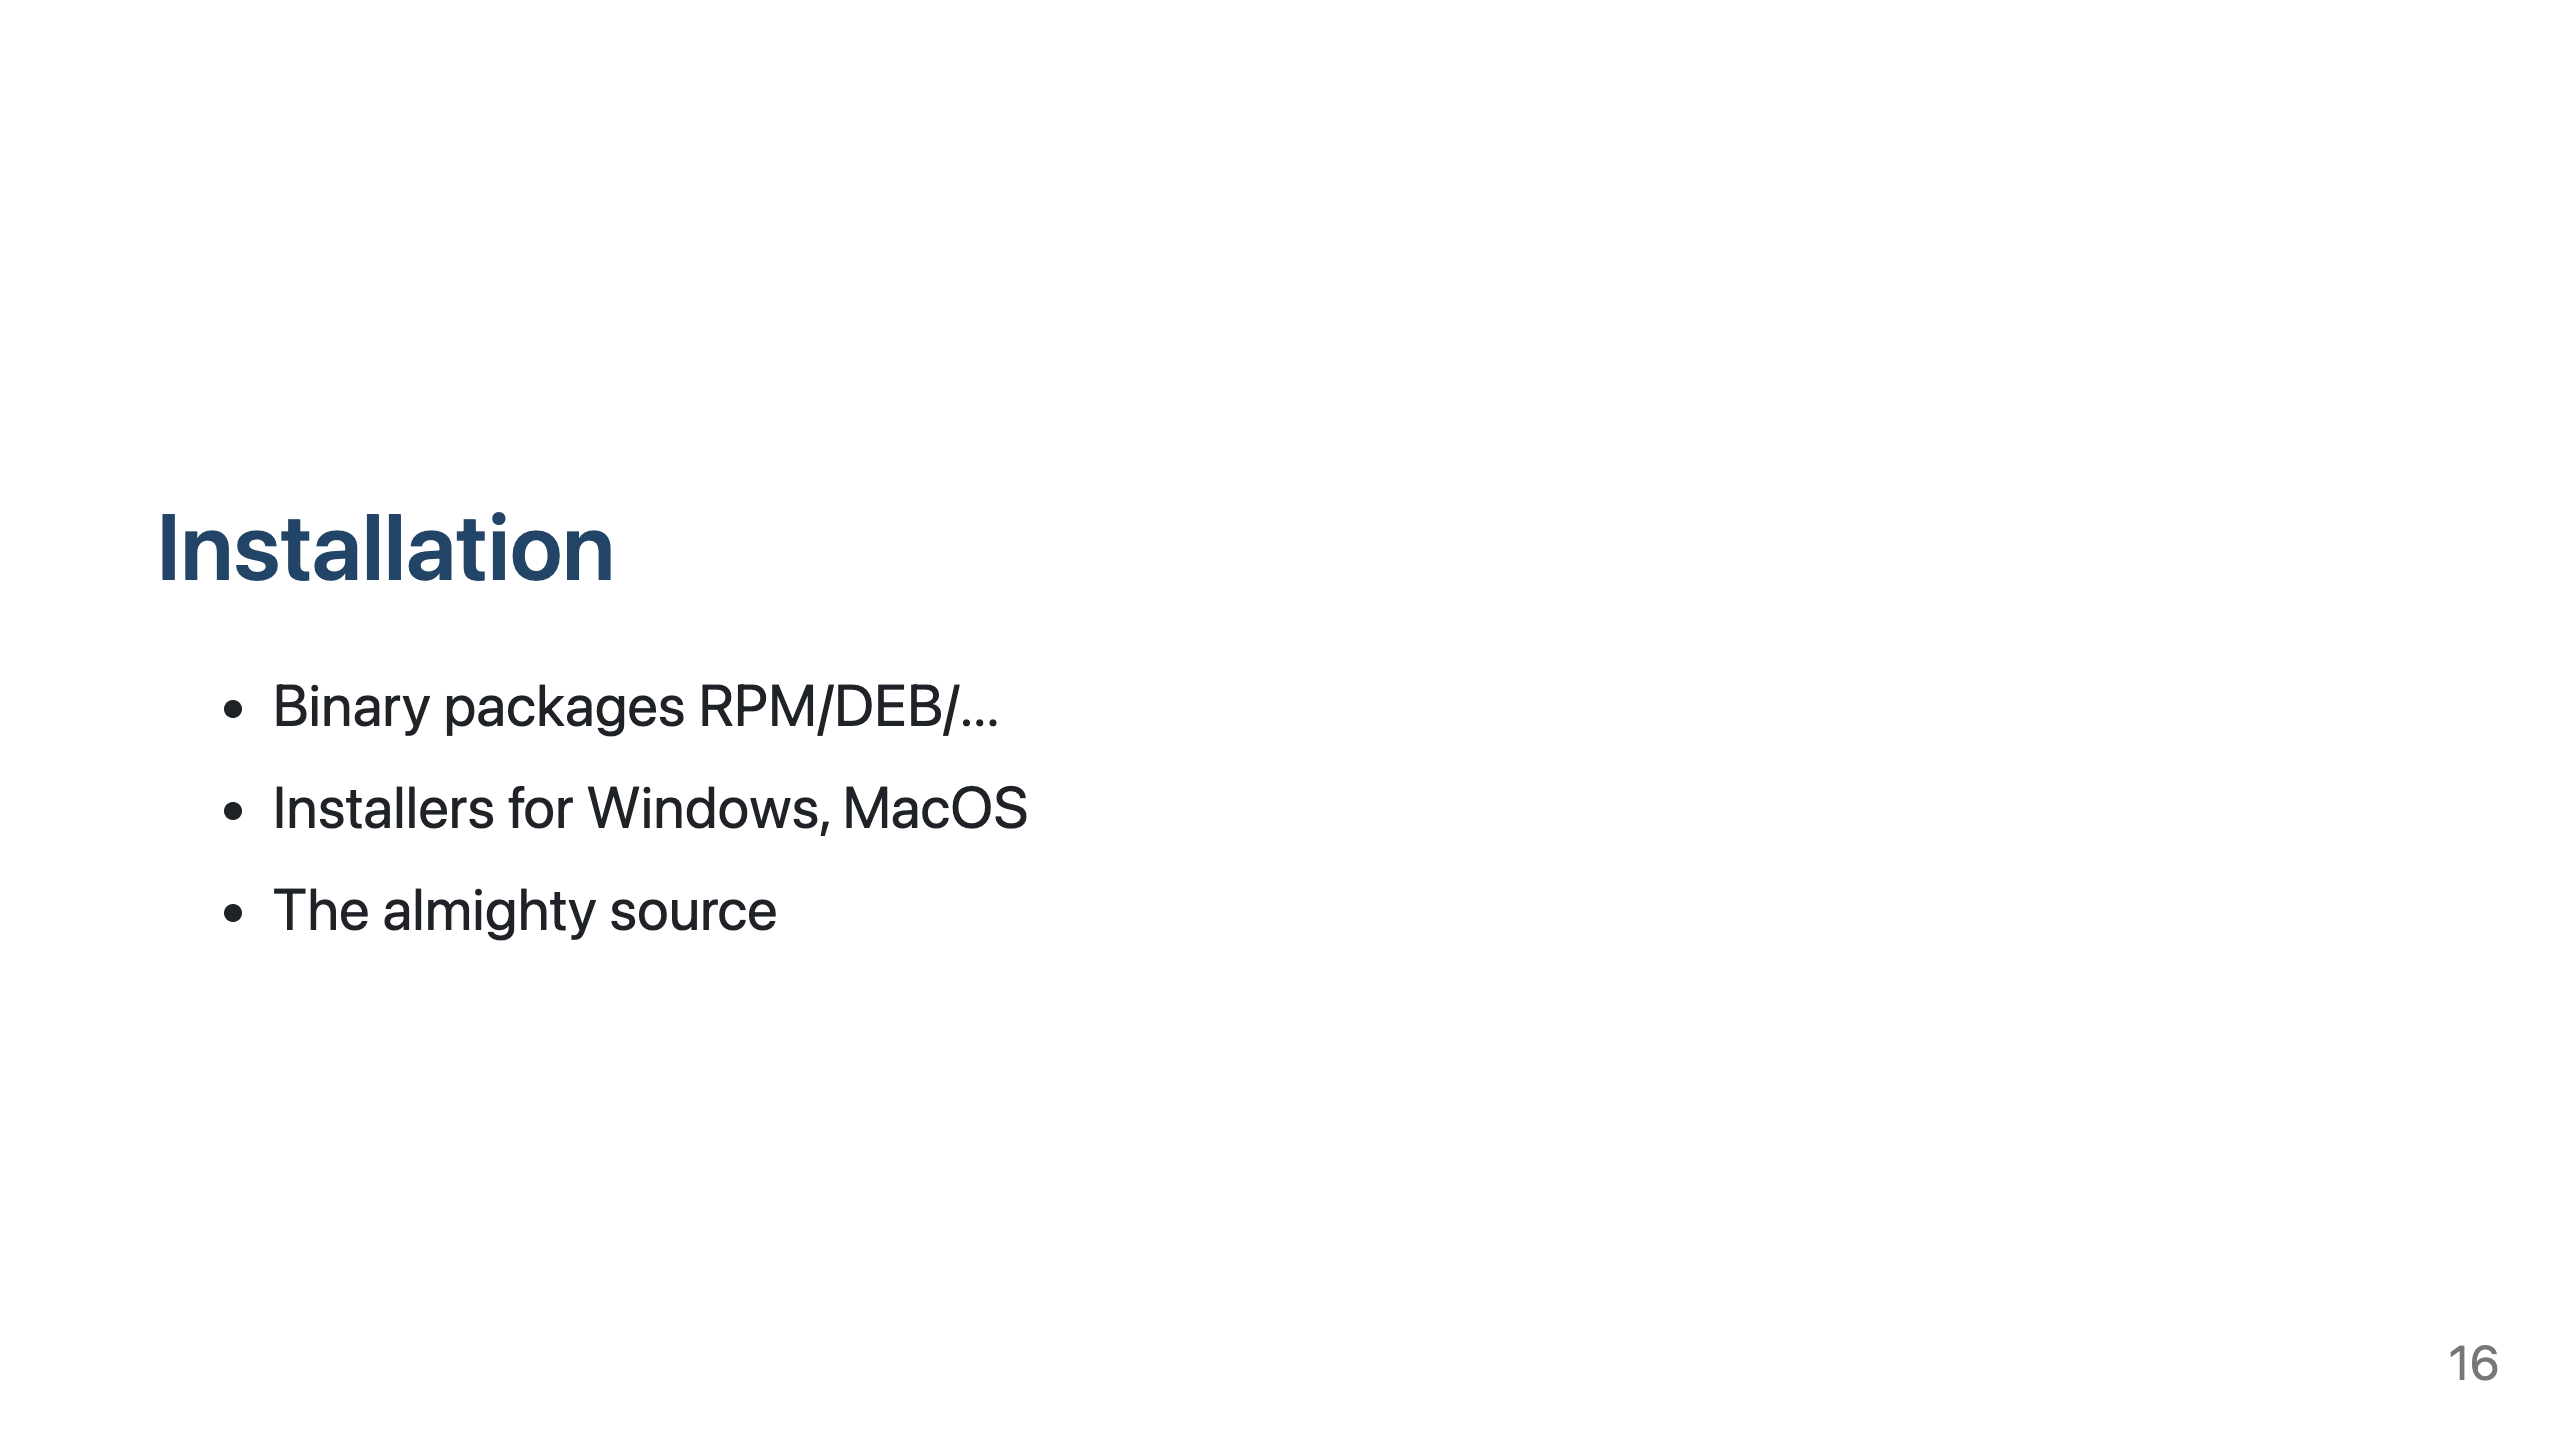 Installation
• Binary packages RPM/DEB/...
• Installers for Windows, MacOS
• The almighty source
16